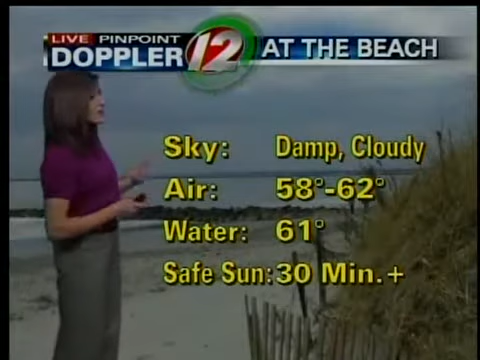 LIVE PINPOINT
DOPPLER 12 AT THE BEACH
Sky: Damp, Cloudy
Air: 58°-62°
Water: 61°
Safe Sun: 30 Min.+